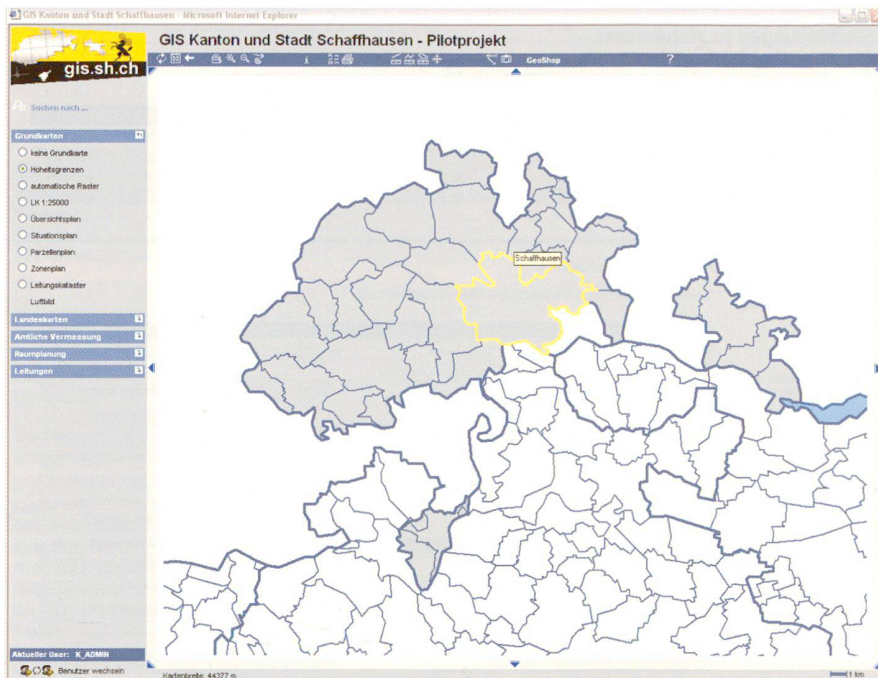 GIS Kanton und Stadt Schaffhausen - Microsoft Internet Explorer
gis.sh.ch
GIS Kanton und Stadt Schaffhausen - Pilotprojekt
GeoShop
?
Suchen nach ...
Grundkarten
keine Grundkarte
Hoheitsgrenzen
automatische Raster
LK 1:25000
Übersichtsplan
Situationsplan
Parzellenplan
Zonenplan
Leitungskataster
Luftbild
Landeskarten
Amtliche Vermessung
Raumplanung
Leitungen
Schaffhausen
Aktueller User: K_ADMIN
Benutzer wechseln
Kartenbreite: 44377 m
1 km